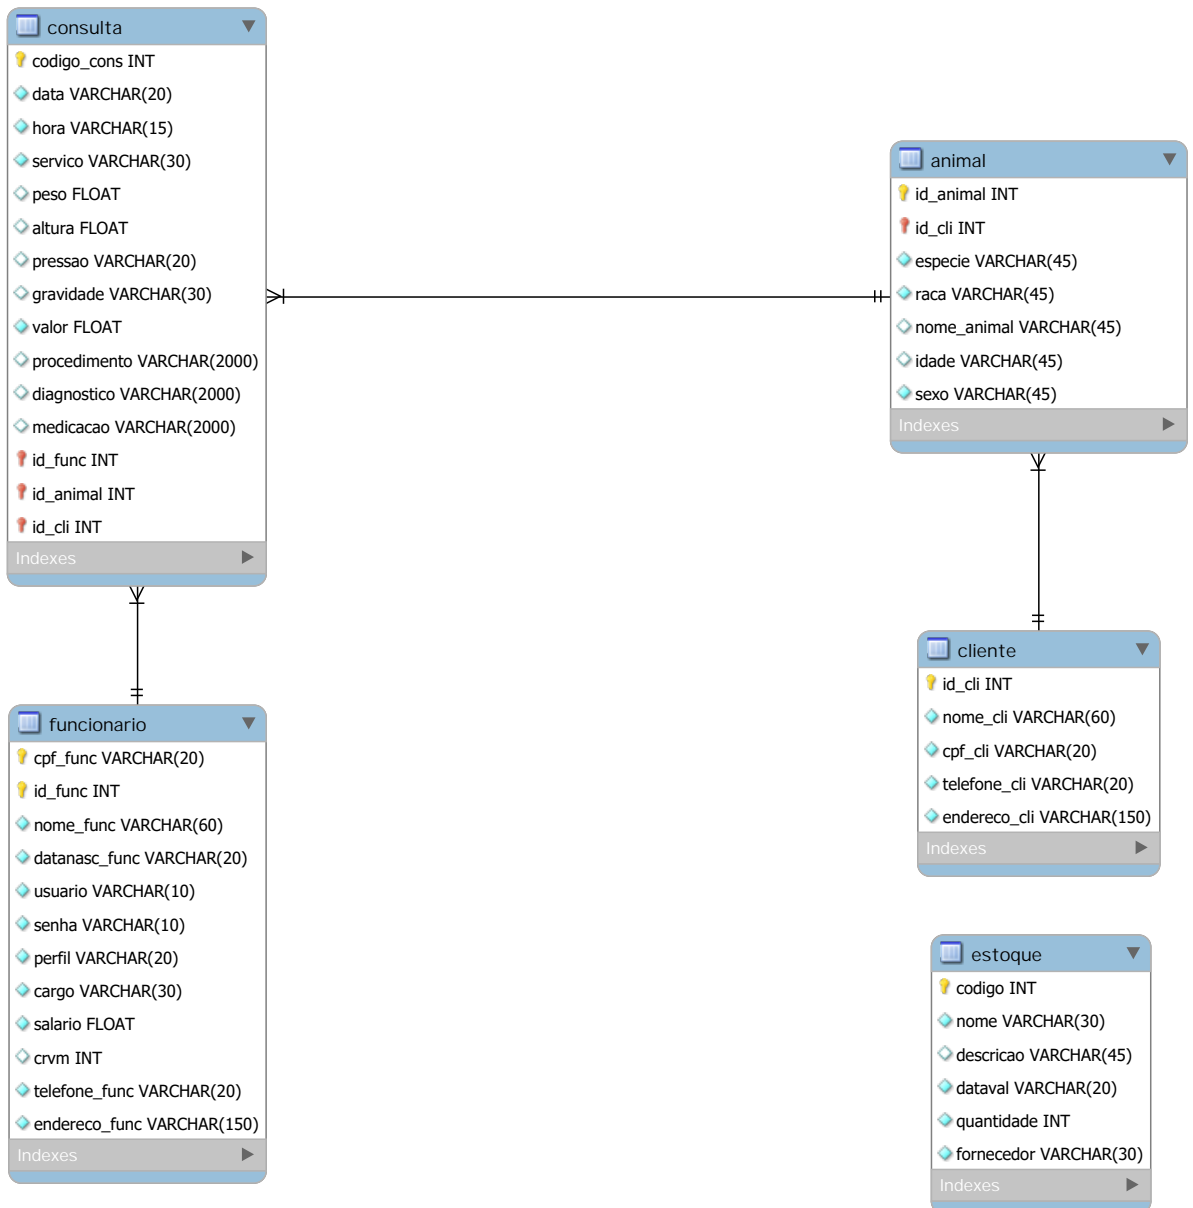 consulta
codigo_cons INT
data VARCHAR(20)
hora VARCHAR(15)
servico VARCHAR(30)
peso FLOAT
altura FLOAT
pressao VARCHAR(20)
gravidade VARCHAR(30)
valor FLOAT
procedimento VARCHAR(2000)
diagnostico VARCHAR(2000)
medicacao VARCHAR(2000)
id_func INT
id_animal INT
id_cli INT
Indexes
animal
id_animal INT
id_cli INT
especie VARCHAR(45)
raca VARCHAR(45)
nome_animal VARCHAR(45)
idade VARCHAR(45)
sexo VARCHAR(45)
Indexes
funcionario
cpf_func VARCHAR(20)
id_func INT
nome_func VARCHAR(60)
datanasc_func VARCHAR(20)
usuario VARCHAR(10)
senha VARCHAR(10)
perfil VARCHAR(20)
cargo VARCHAR(30)
salario FLOAT
crvm INT
telefone_func VARCHAR(20)
endereco_func VARCHAR(150)
Indexes
cliente
id_cli INT
nome_cli VARCHAR(60)
cpf_cli VARCHAR(20)
telefone_cli VARCHAR(20)
endereco_cli VARCHAR(150)
Indexes
estoque
codigo INT
nome VARCHAR(30)
descricao VARCHAR(45)
dataval VARCHAR(20)
quantidade INT
fornecedor VARCHAR(30)
Indexes